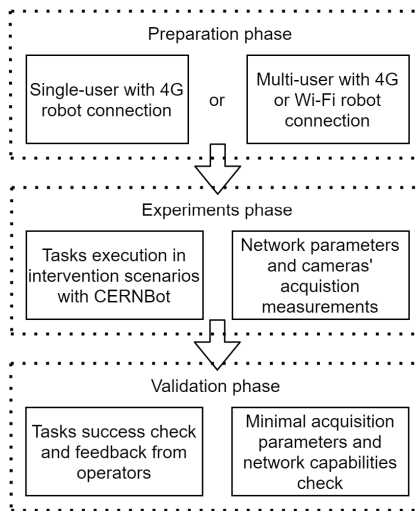 Preparation phase
Single-user with 4G
robot connection
or
Multi-user with 4G
or Wi-Fi robot
connection
Experiments phase
Tasks execution in
intervention scenarios
with CERNBot
Network parameters
and cameras'
acquistion
measurements
Validation phase
Tasks success check
and feedback from
operators
Minimal acquisition
parameters and
network capabilities
check